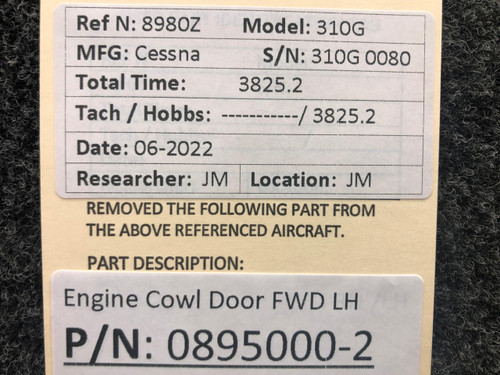 Ref N: 8980Z Model: 310G
MFG: Cessna S/N: 310G 0080
Total Time: 3825.2
Tach / Hobbs: -----------/ 3825.2
Date: 06-2022
Researcher: JM Location: JM
REMOVED THE FOLLOWING PART FROM
THE ABOVE REFERENCED AIRCRAFT.
PART DESCRIPTION:
Engine Cowl Door FWD LH
P/N: 0895000-2